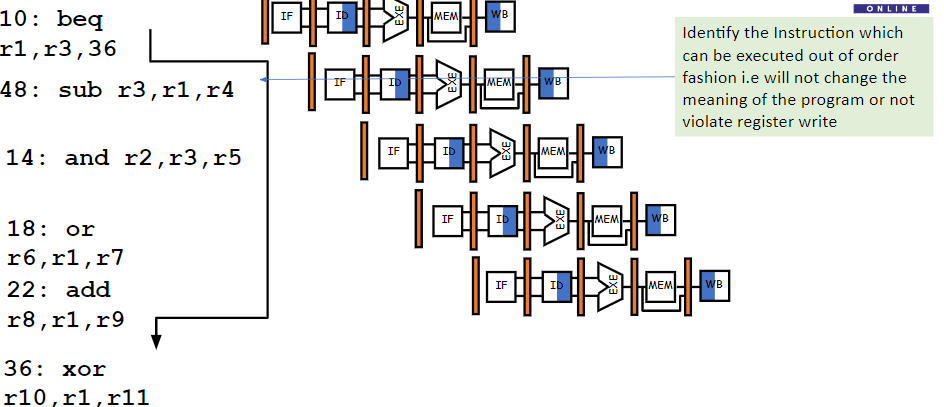 ONLINE
10: beq
r1,r3,36
48: sub r3,r1,r4
14: and r2,r3,r5
18: or
r6,r1,r7
22: add
r8,r1,r9
36: xor
r10,r1,r11
IF ID EXE MEM WB
IF ID EXE MEM WB
IF ID EXE MEM WB
IF ID EXE MEM WB
IF ID EXE MEM WB
Identify the Instruction which
can be executed out of order
fashion i.e will not change the
meaning of the program or not
violate register write